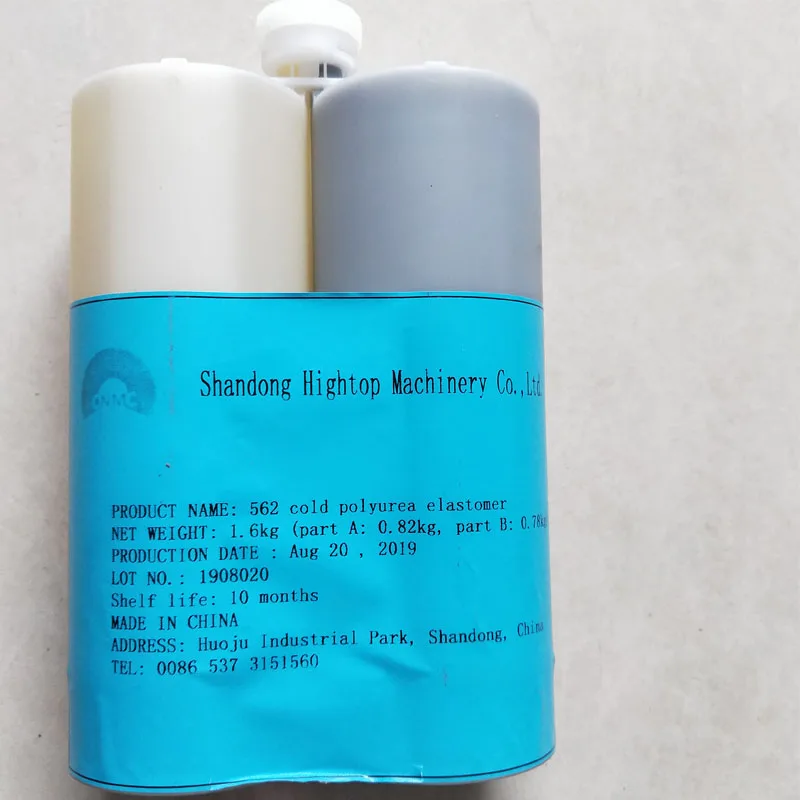 Shandong Hightop Machinery Co.,Ltd.
PRODUCT NAME: 562 cold polyurea elastomer
NET WEIGHT: 1.6kg (part A: 0.82kg, part B: 0.78kg
PRODUCTION DATE : Aug 20 , 2019
LOT NO.: 1908020
Shelf life: 10 months
MADE IN CHINA
ADDRESS: Huoju Industrial Park, Shandong, China
TEL: 0086 537 3151560